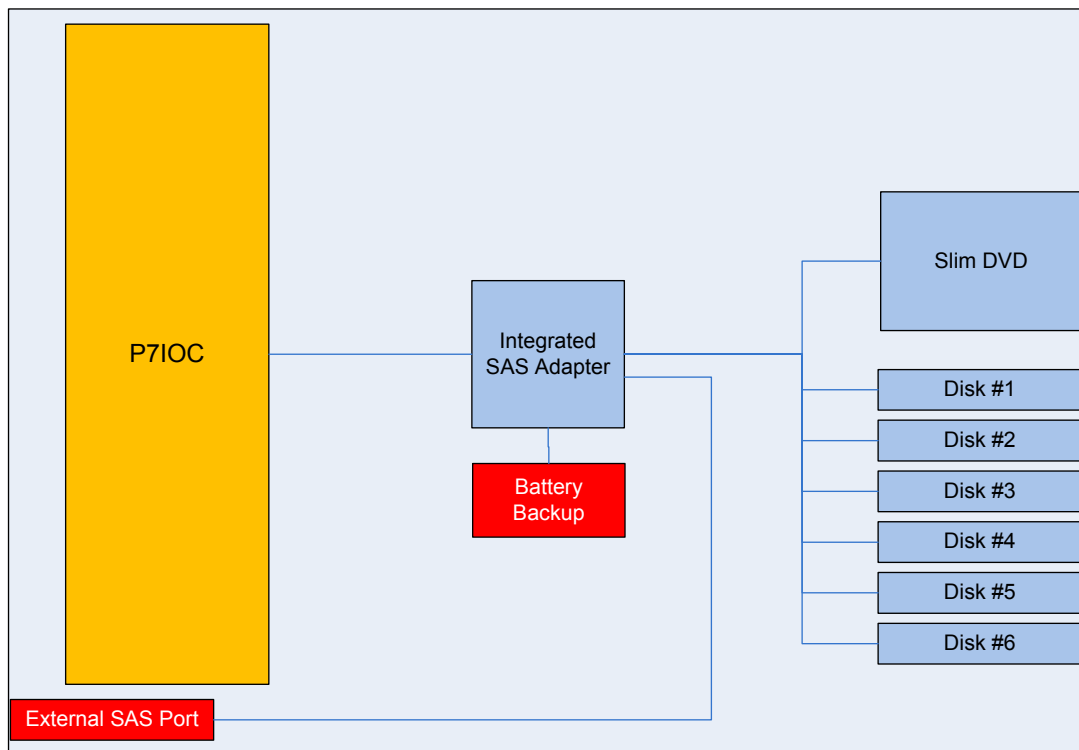 P7IOC
Integrated
SAS Adapter
Battery
Backup
Slim DVD
Disk #1
Disk #2
Disk #3
Disk #4
Disk #5
Disk #6
External SAS Port